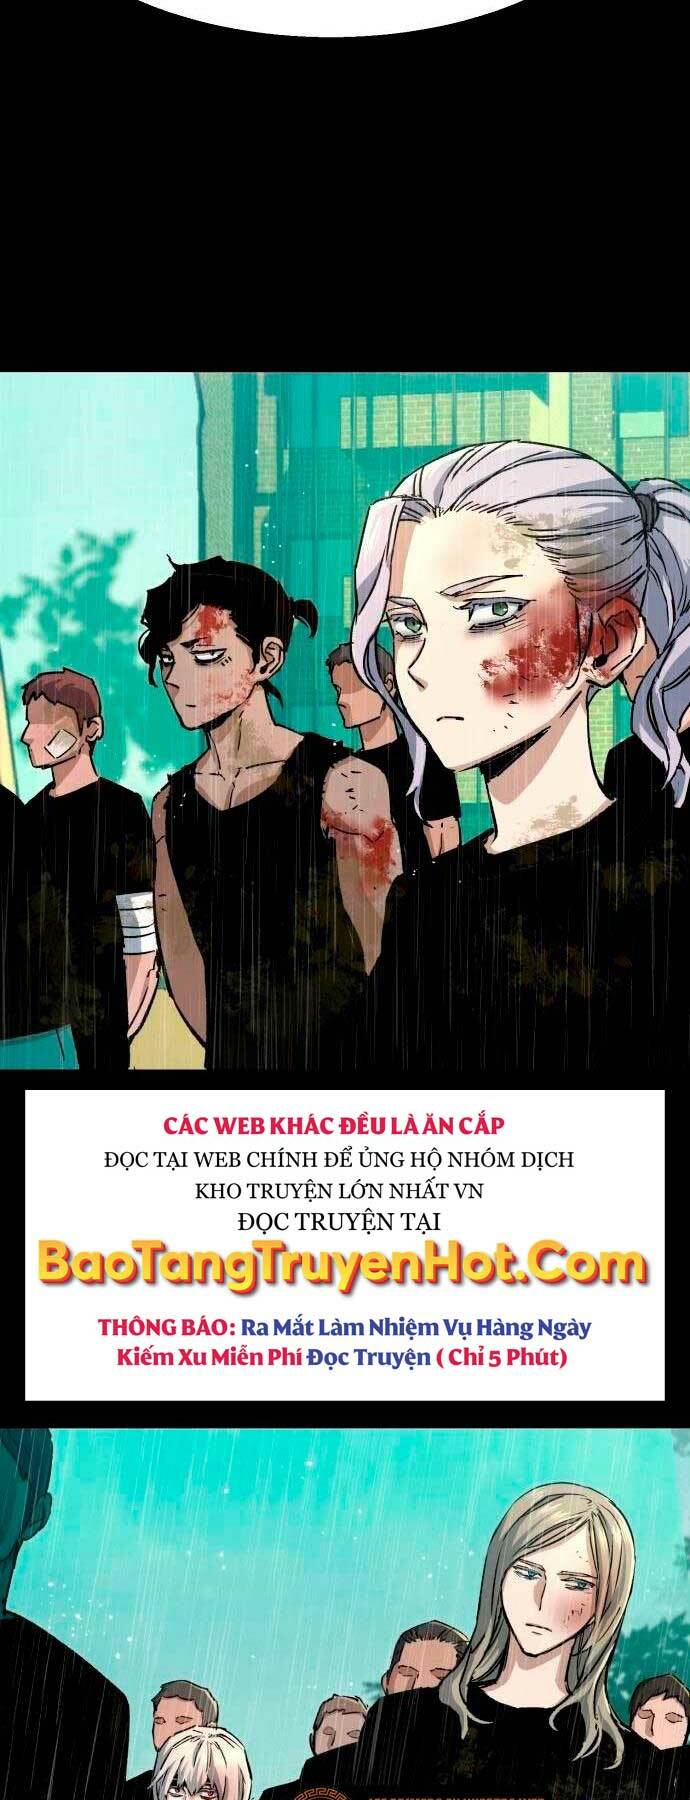 CÁC WEB KHÁC ĐỀU LÀ ĂN CẮP
ĐỌC TẠI WEB CHÍNH ĐỂ ỦNG HỘ NHÓM DỊCH
KHO TRUYỆN LỚN NHẤT VN
ĐỌC TRUYỆN TẠI
BaoTangTruyenHot.Com
THÔNG BÁO: Ra Mắt Làm Nhiệm Vụ Hàng Ngày
Kiếm Xu Miễn Phí Đọc Truyện ( Chỉ 5 Phút)